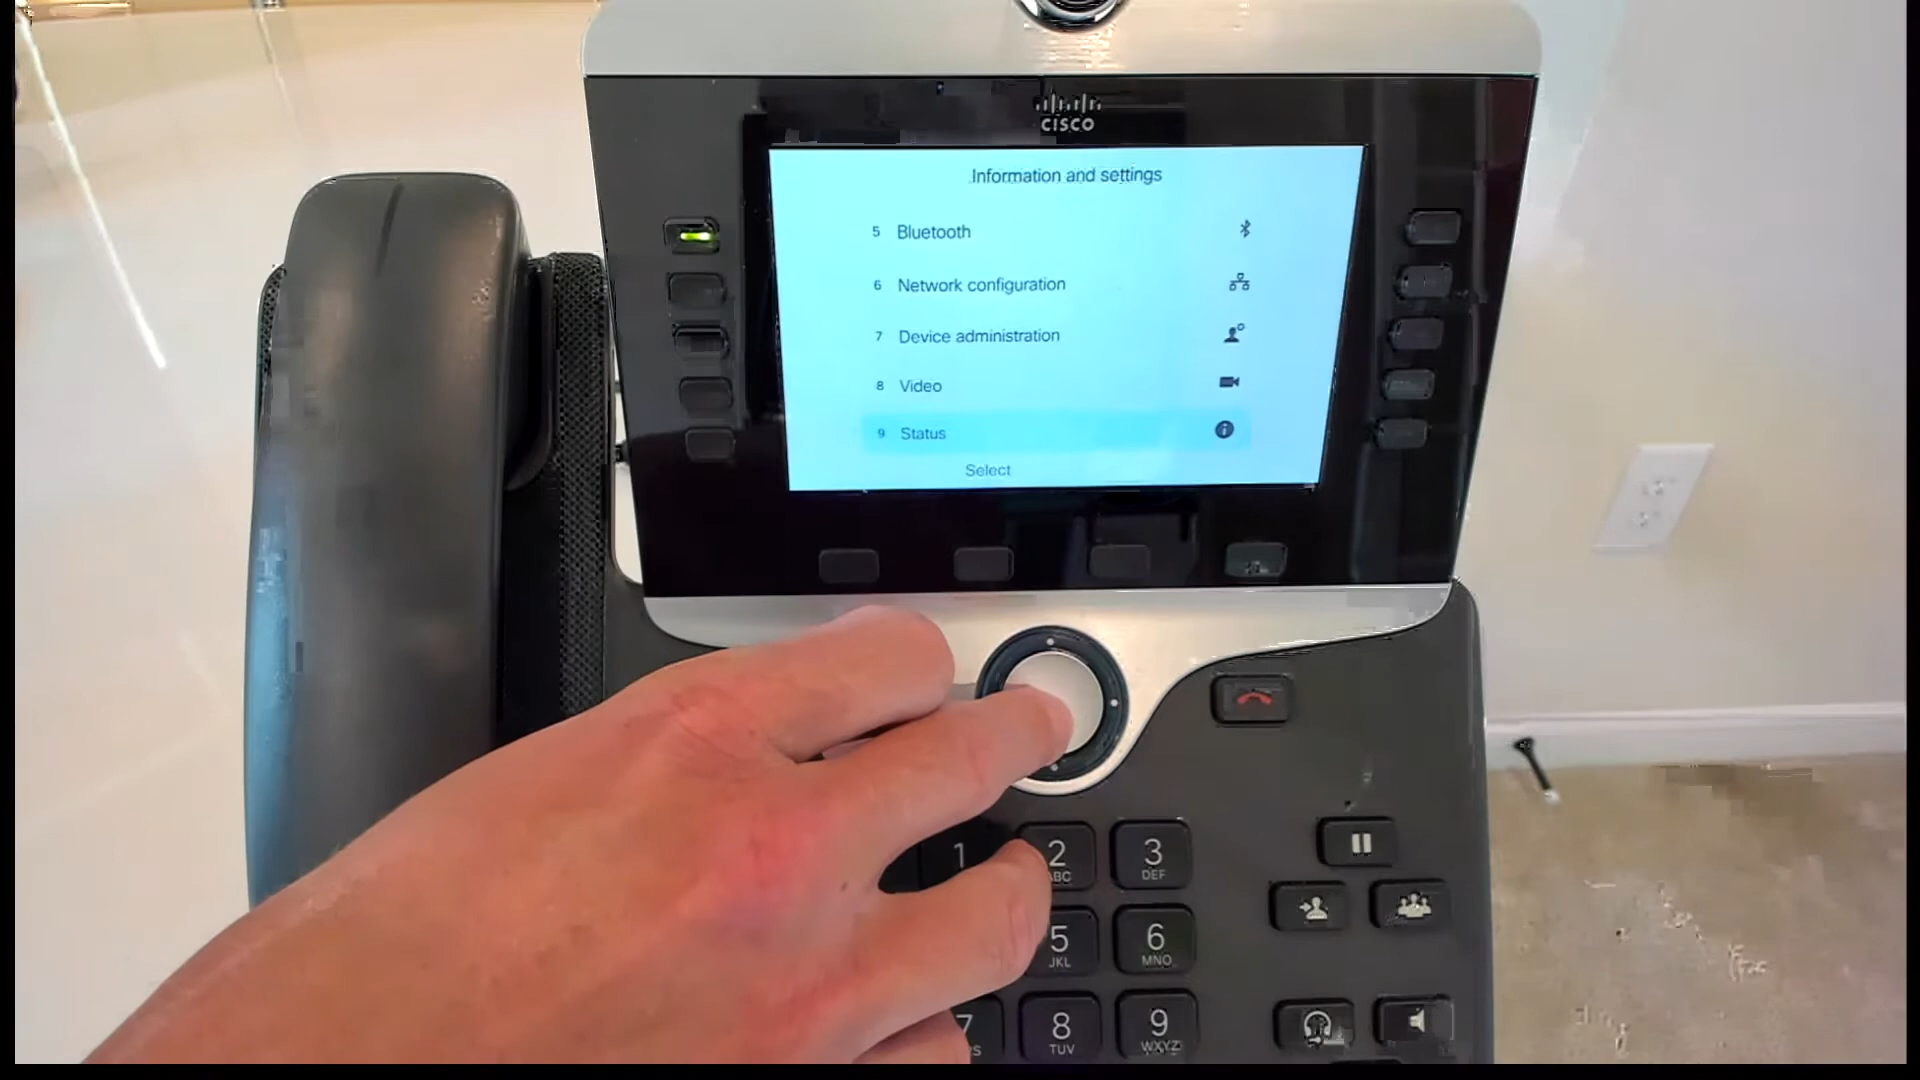 CISCO
Information and settings
5 Bluetooth
6 Network configuration
7 Device administration
8 Video
9 Status
Select
1
2 ABC
3 DEF
5 JKL
6 MNO
7
8 TUV
9 WXYZ